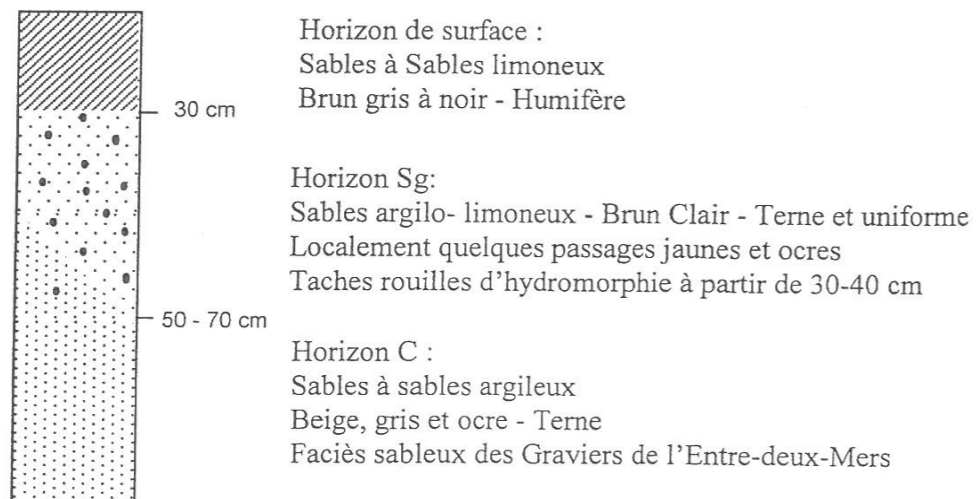 Horizon de surface :
Sables à Sables limoneux
Brun gris à noir - Humifère
30 cm
Horizon Sg:
Sables argilo- limoneux - Brun Clair - Terne et uniforme
Localement quelques passages jaunes et ocres
Taches rouilles d'hydromorphie à partir de 30-40 cm
50 - 70 cm
Horizon C :
Sables à sables argileux
Beige, gris et ocre - Terne
Faciès sableux des Graviers de l'Entre-deux-Mers